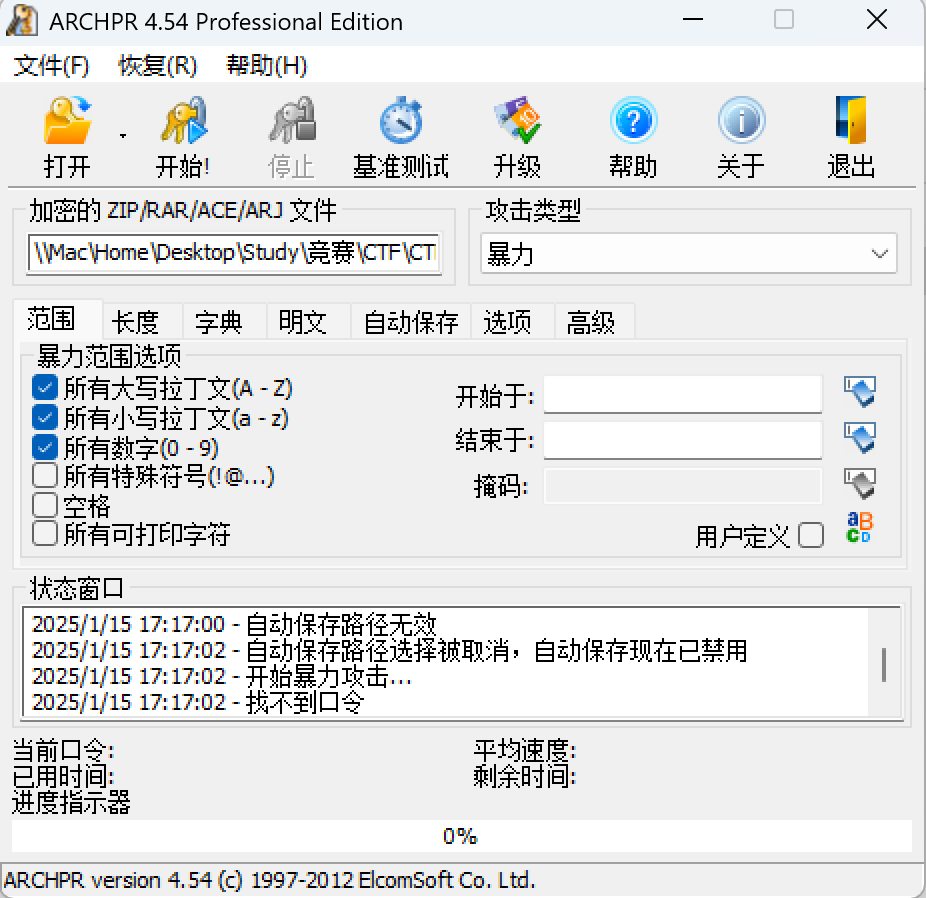 ARCHPR 4.54 Professional Edition
文件(F) 恢复(R) 帮助(H)
打开 开始! 停止 基准测试 升级 帮助 关于 退出
加密的 ZIP/RAR/ACE/ARJ 文件 攻击类型
\\Mac\Home\Desktop\Study\竞赛\CTF\CT 暴力
范围 长度 字典 明文 自动保存 选项 高级
暴力范围选项
所有大写拉丁文(A - Z) 开始于:
所有小写拉丁文(a - z)
所有数字(0 - 9) 结束于:
所有特殊符号(!@...) 掩码:
空格
所有可打印字符 用户定义
状态窗口
2025/1/15 17:17:00 - 自动保存路径无效
2025/1/15 17:17:02 - 自动保存路径选择被取消，自动保存现在已禁用
2025/1/15 17:17:02 - 开始暴力攻击...
2025/1/15 17:17:02 - 找不到口令
当前口令: 平均速度:
已用时间: 剩余时间:
进度指示器
0%
ARCHPR version 4.54 (c) 1997-2012 ElcomSoft Co. Ltd.